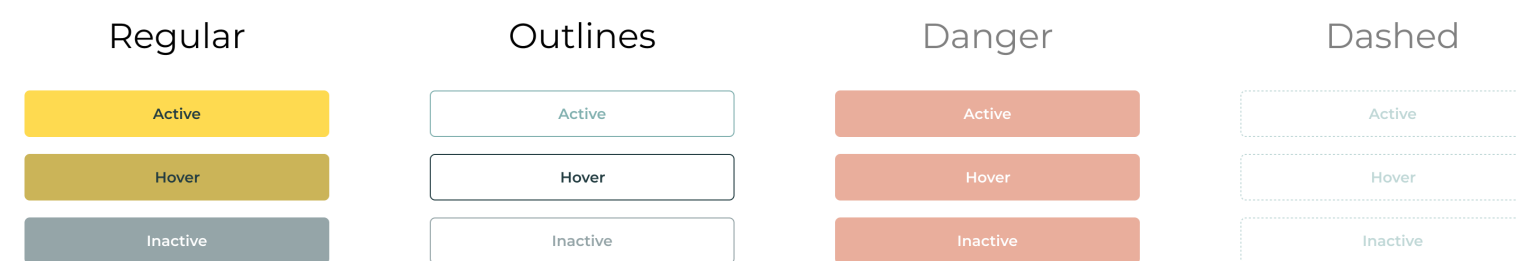 Regular Outlines Danger Dashed
Active Active Active Active
Hover Hover Hover Hover
Inactive Inactive Inactive Inactive